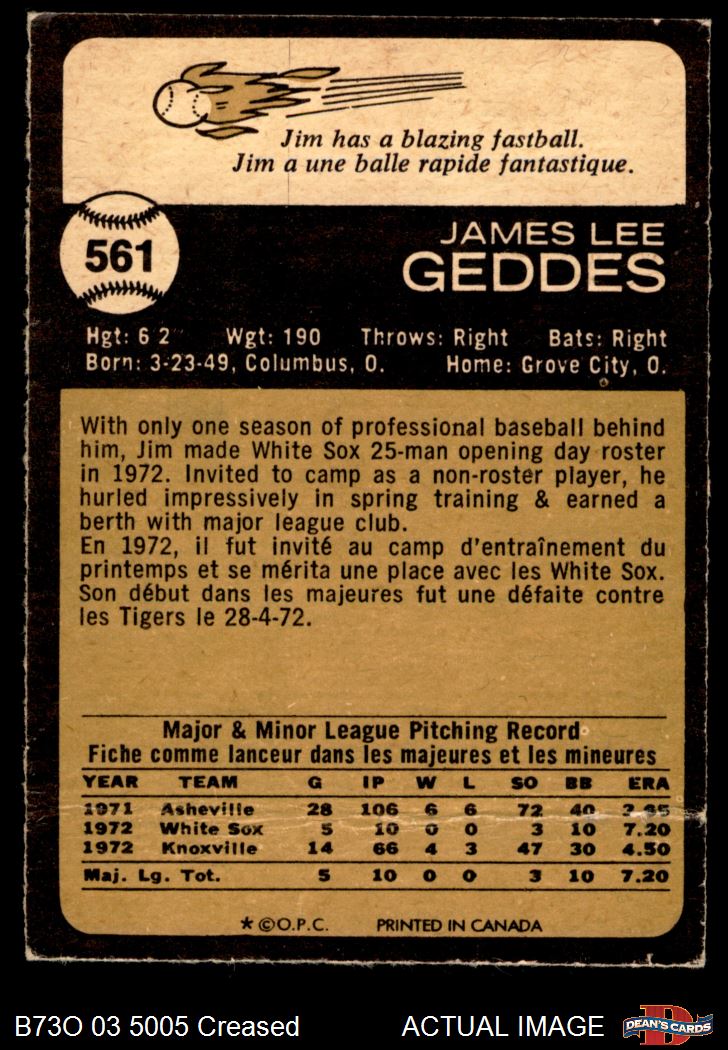 Jim has a blazing fastball.
Jim a une balle rapide fantastique.
561
JAMES LEE
GEDDES
Hgt: 6 2" Wgt: 190 Throws: Right Bats: Right
Born: 3-23-49, Columbus, O. Home: Grove City, O.
With only one season of professional baseball behind
him, Jim made White Sox 25-man opening day roster
in 1972. Invited to camp as a non-roster player, he
hurled impressively in spring training & earned a
berth with major league club.
En 1972, il fut invité au camp d'entraînement du
printemps et se mérita une place avec les White Sox.
Son début dans les majeures fut une défaite contre
les Tigers le 28-4-72.
Major & Minor League Pitching Record
Fiche comme lanceur dans les majeures et les mineures
YEAR TEAM G IP W L SO BB ERA
1971 Asheville 28 106 6 6 72 40
1972 White Sox 5 10 0 0 3 10 7.20
1972 Knoxville 14 66 4 3 47 30 4.50
Maj. Lg. Tot. 5 10 0 0 3 10 7.20
* ©O.P.C. PRINTED IN CANADA
B73O 03 5005 Creased ACTUAL IMAGE DEAN'S CARDS